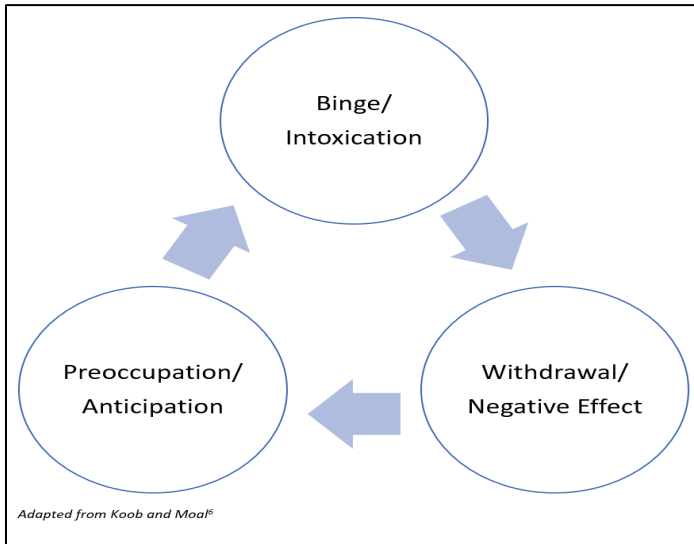 Binge/
Intoxication
Preoccupation/
Anticipation
Withdrawal/
Negative Effect
Adapted from Koob and Moal⁶